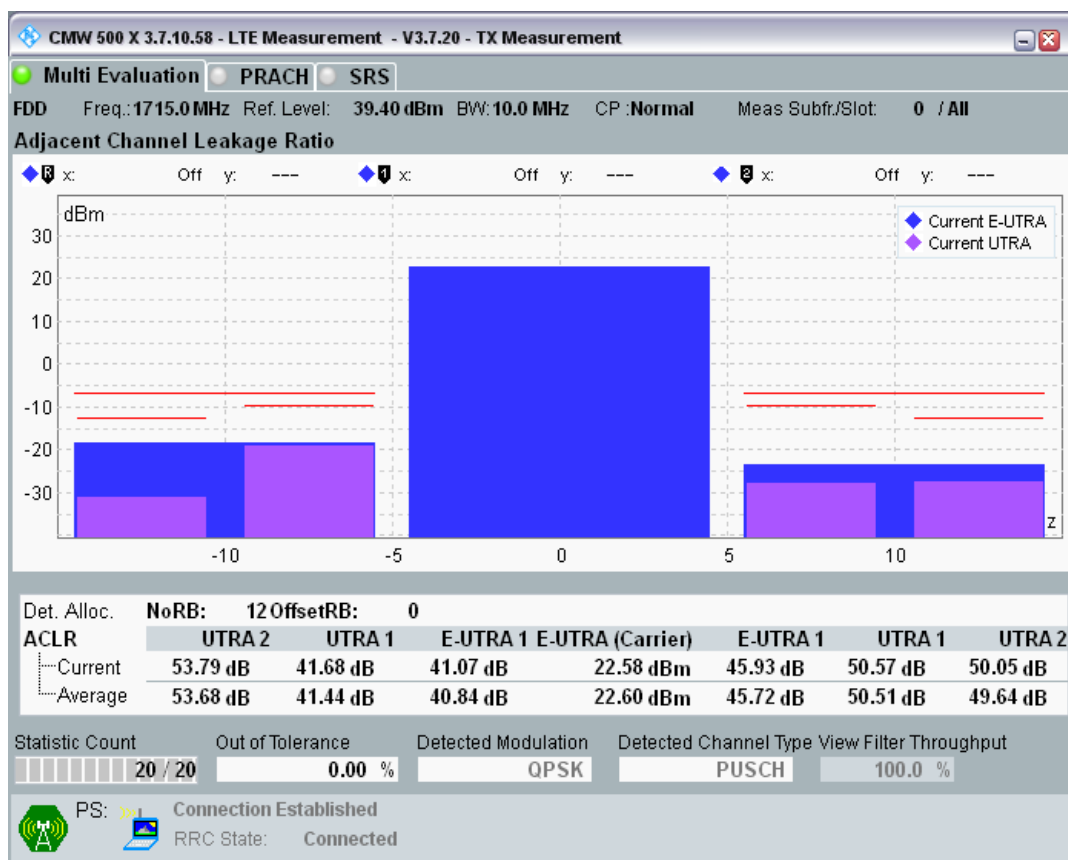 CMW 500 X 3.7.10.58 - LTE Measurement - V3.7.20 - TX Measurement
Multi Evaluation PRACH SRS
FDD Freq.: 1715.0 MHz Ref. Level: 39.40 dBm BW: 10.0 MHz CP : Normal Meas Subfr./Slot: 0 / All
Adjacent Channel Leakage Ratio
R x: Off y: --- 1 x: Off y: --- 2 x: Off y: ---
dBm
Current E-UTRA
Current UTRA
30
20
10
0
-10
-20
-30
z
-10 -5 0 5 10
Det. Alloc. NoRB: 12 OffsetRB: 0
ACLR UTRA 2 UTRA 1 E-UTRA 1 E-UTRA (Carrier) E-UTRA 1 UTRA 1 UTRA 2
Current 53.79 dB 41.68 dB 41.07 dB 22.58 dBm 45.93 dB 50.57 dB 50.05 dB
Average 53.68 dB 41.44 dB 40.84 dB 22.60 dBm 45.72 dB 50.51 dB 49.64 dB
Statistic Count Out of Tolerance Detected Modulation Detected Channel Type View Filter Throughput
20 / 20 0.00 % QPSK PUSCH 100.0 %
PS: Connection Established
RRC State: Connected